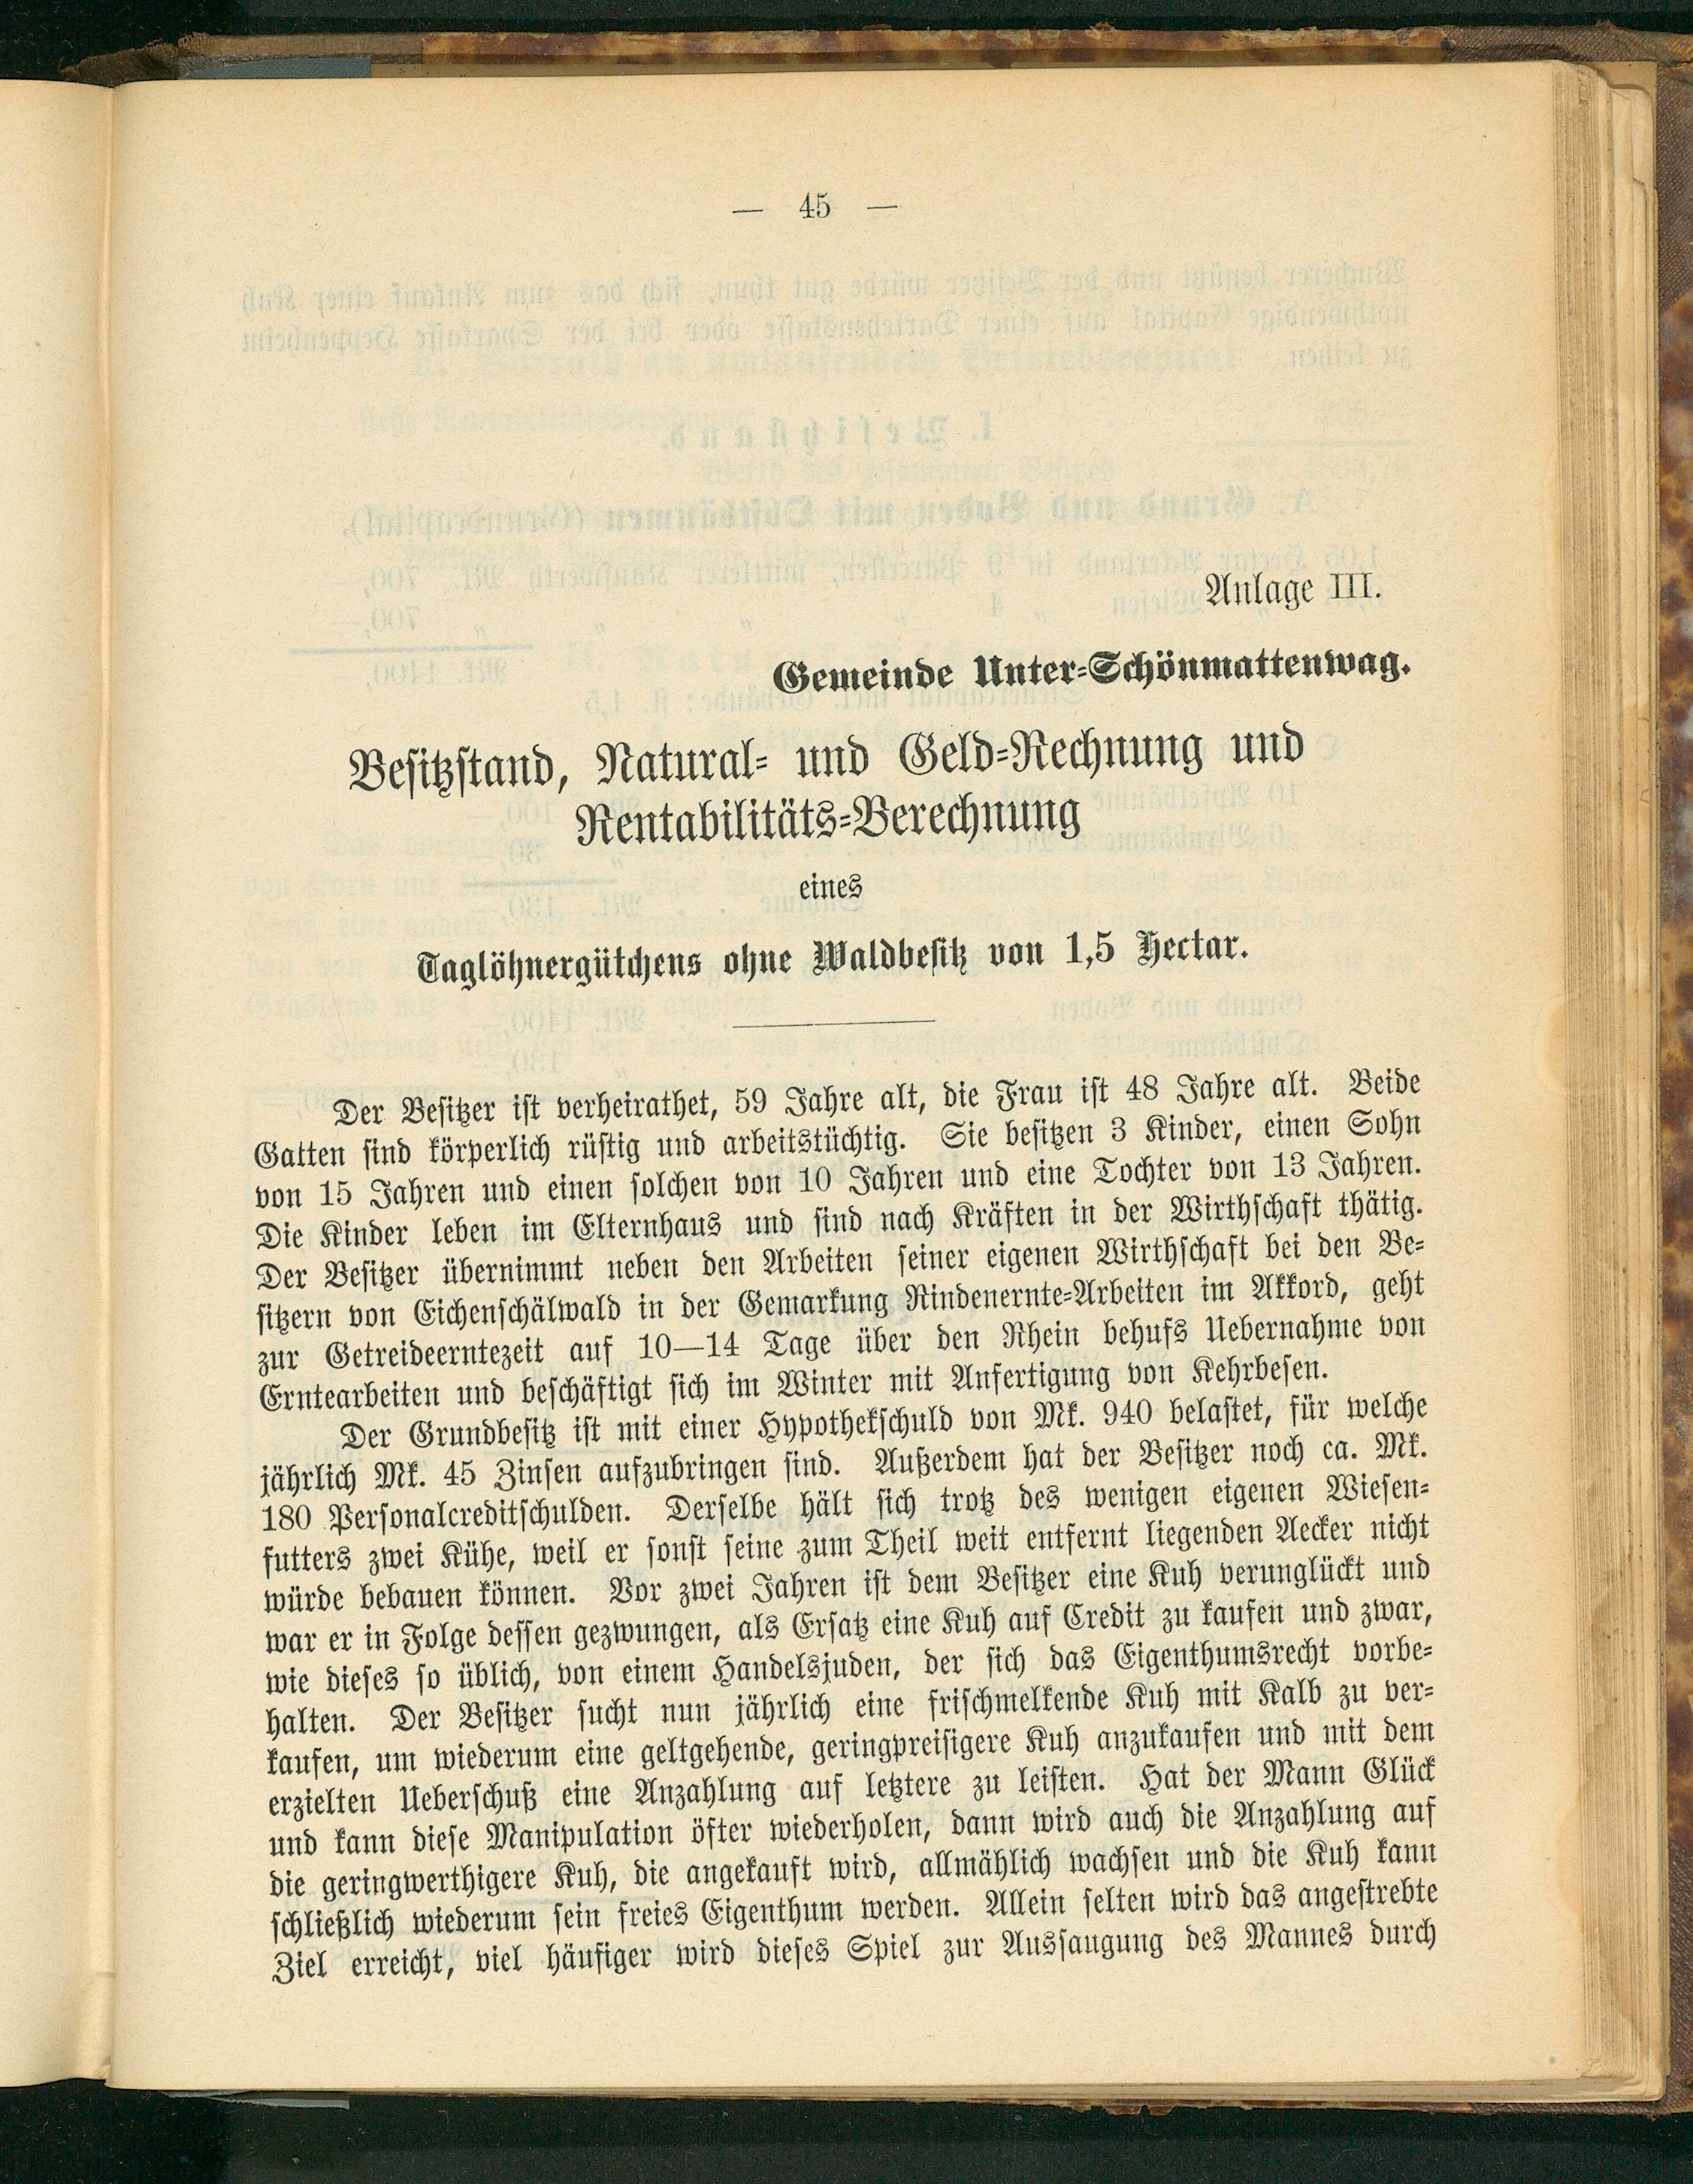 — 45 —
Anlage III.
Gemeinde Unter-Schönmattenwag.
Besitzstand, Natural- und Geld-Rechnung und
Rentabilitäts-Berechnung
eines
Taglöhnergütchens ohne Waldbesitz von 1,5 Hectar.
Der Besitzer ist verheirathet, 59 Jahre alt, die Frau ist 48 Jahre alt. Beide
Gatten sind körperlich rüstig und arbeitstüchtig. Sie besitzen 3 Kinder, einen Sohn
von 15 Jahren und einen solchen von 10 Jahren und eine Tochter von 13 Jahren.
Die Kinder leben im Elternhaus und sind nach Kräften in der Wirthschaft thätig.
Der Besitzer übernimmt neben den Arbeiten seiner eigenen Wirthschaft bei den Be-
sitzern von Eichenschälwald in der Gemarkung Rindenernte-Arbeiten im Akkord, geht
zur Getreideerntezeit auf 10—14 Tage über den Rhein behufs Uebernahme von
Erntearbeiten und beschäftigt sich im Winter mit Anfertigung von Kehrbesen.
Der Grundbesitz ist mit einer Hypothekschuld von Mk. 940 belastet, für welche
jährlich Mk. 45 Zinsen aufzubringen sind. Außerdem hat der Besitzer noch ca. Mk.
180 Personalcreditschulden. Derselbe hält sich trotz des wenigen eigenen Wiesen-
futters zwei Kühe, weil er sonst seine zum Theil weit entfernt liegenden Aecker nicht
würde bebauen können. Vor zwei Jahren ist dem Besitzer eine Kuh verunglückt und
war er in Folge dessen gezwungen, als Ersatz eine Kuh auf Credit zu kaufen und zwar,
wie dieses so üblich, von einem Handelsjuden, der sich das Eigenthumsrecht vorbe-
halten. Der Besitzer sucht nun jährlich eine frischmelkende Kuh mit Kalb zu ver-
kaufen, um wiederum eine geltgehende, geringpreisigere Kuh anzukaufen und mit dem
erzielten Ueberschuß eine Anzahlung auf letztere zu leisten. Hat der Mann Glück
und kann diese Manipulation öfter wiederholen, dann wird auch die Anzahlung auf
die geringwerthigere Kuh, die angekauft wird, allmählich wachsen und die Kuh kann
schließlich wiederum sein freies Eigenthum werden. Allein selten wird das angestrebte
Ziel erreicht, viel häufiger wird dieses Spiel zur Aussaugung des Mannes durch